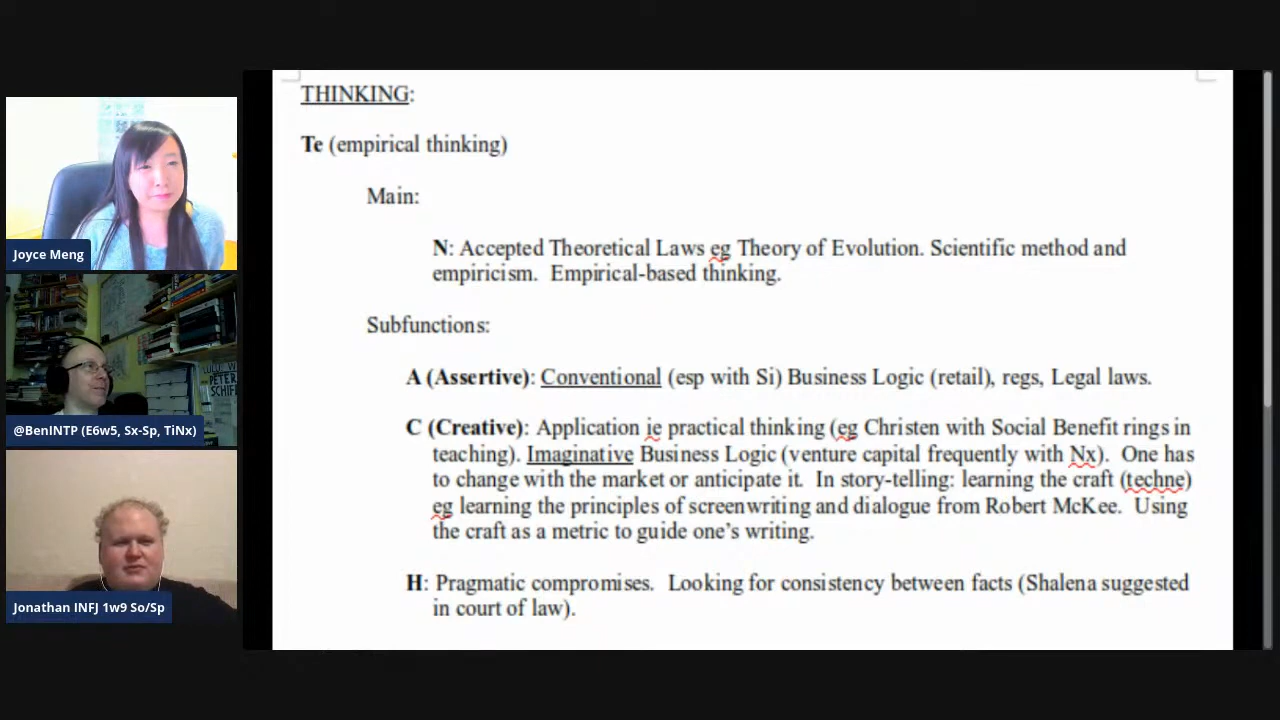 Joyce Meng
@BenINTP (E6w5, Sx-Sp, TiNx)
Jonathan INFJ 1w9 So/Sp
THINKING:
Te (empirical thinking)
Main:
N: Accepted Theoretical Laws eg Theory of Evolution. Scientific method and
empiricism.  Empirical-based thinking.
Subfunctions:
A (Assertive): Conventional (esp with Si) Business Logic (retail), regs, Legal laws.
C (Creative): Application ie practical thinking (eg Christen with Social Benefit rings in
teaching). Imaginative Business Logic (venture capital frequently with Nx).  One has
to change with the market or anticipate it.  In story-telling: learning the craft (techne)
eg learning the principles of screenwriting and dialogue from Robert McKee.  Using
the craft as a metric to guide one's writing.
H: Pragmatic compromises.  Looking for consistency between facts (Shalena suggested
in court of law).